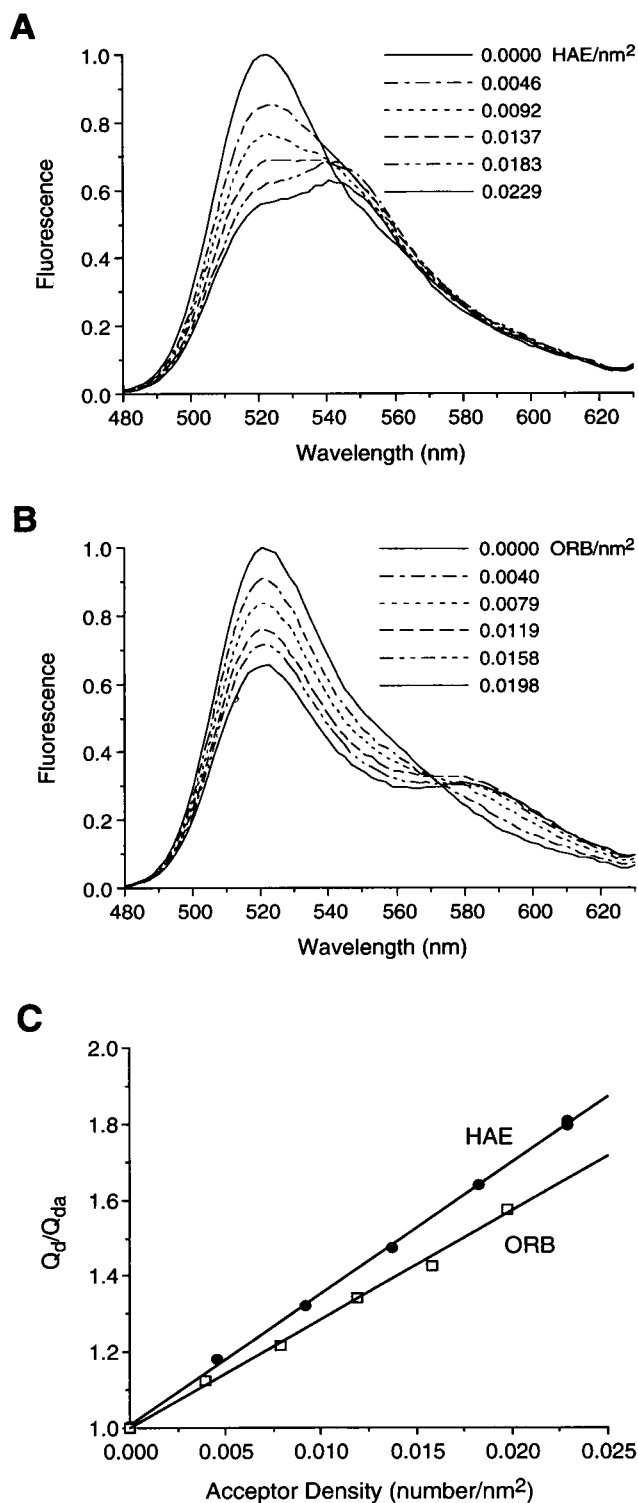 A
1.0
0.8
0.6
0.4
0.2
0.0
Fluorescence
0.0000 HAE/nm²
0.0046
0.0092
0.0137
0.0183
0.0229
480 500 520 540 560 580 600 620
Wavelength (nm)
B
1.0
0.8
0.6
0.4
0.2
0.0
Fluorescence
0.0000 ORB/nm²
0.0040
0.0079
0.0119
0.0158
0.0198
480 500 520 540 560 580 600 620
Wavelength (nm)
C
2.0
1.8
1.6
1.4
1.2
1.0
Qd/Qda
HAE
ORB
0.000 0.005 0.010 0.015 0.020 0.025
Acceptor Density (number/nm²)